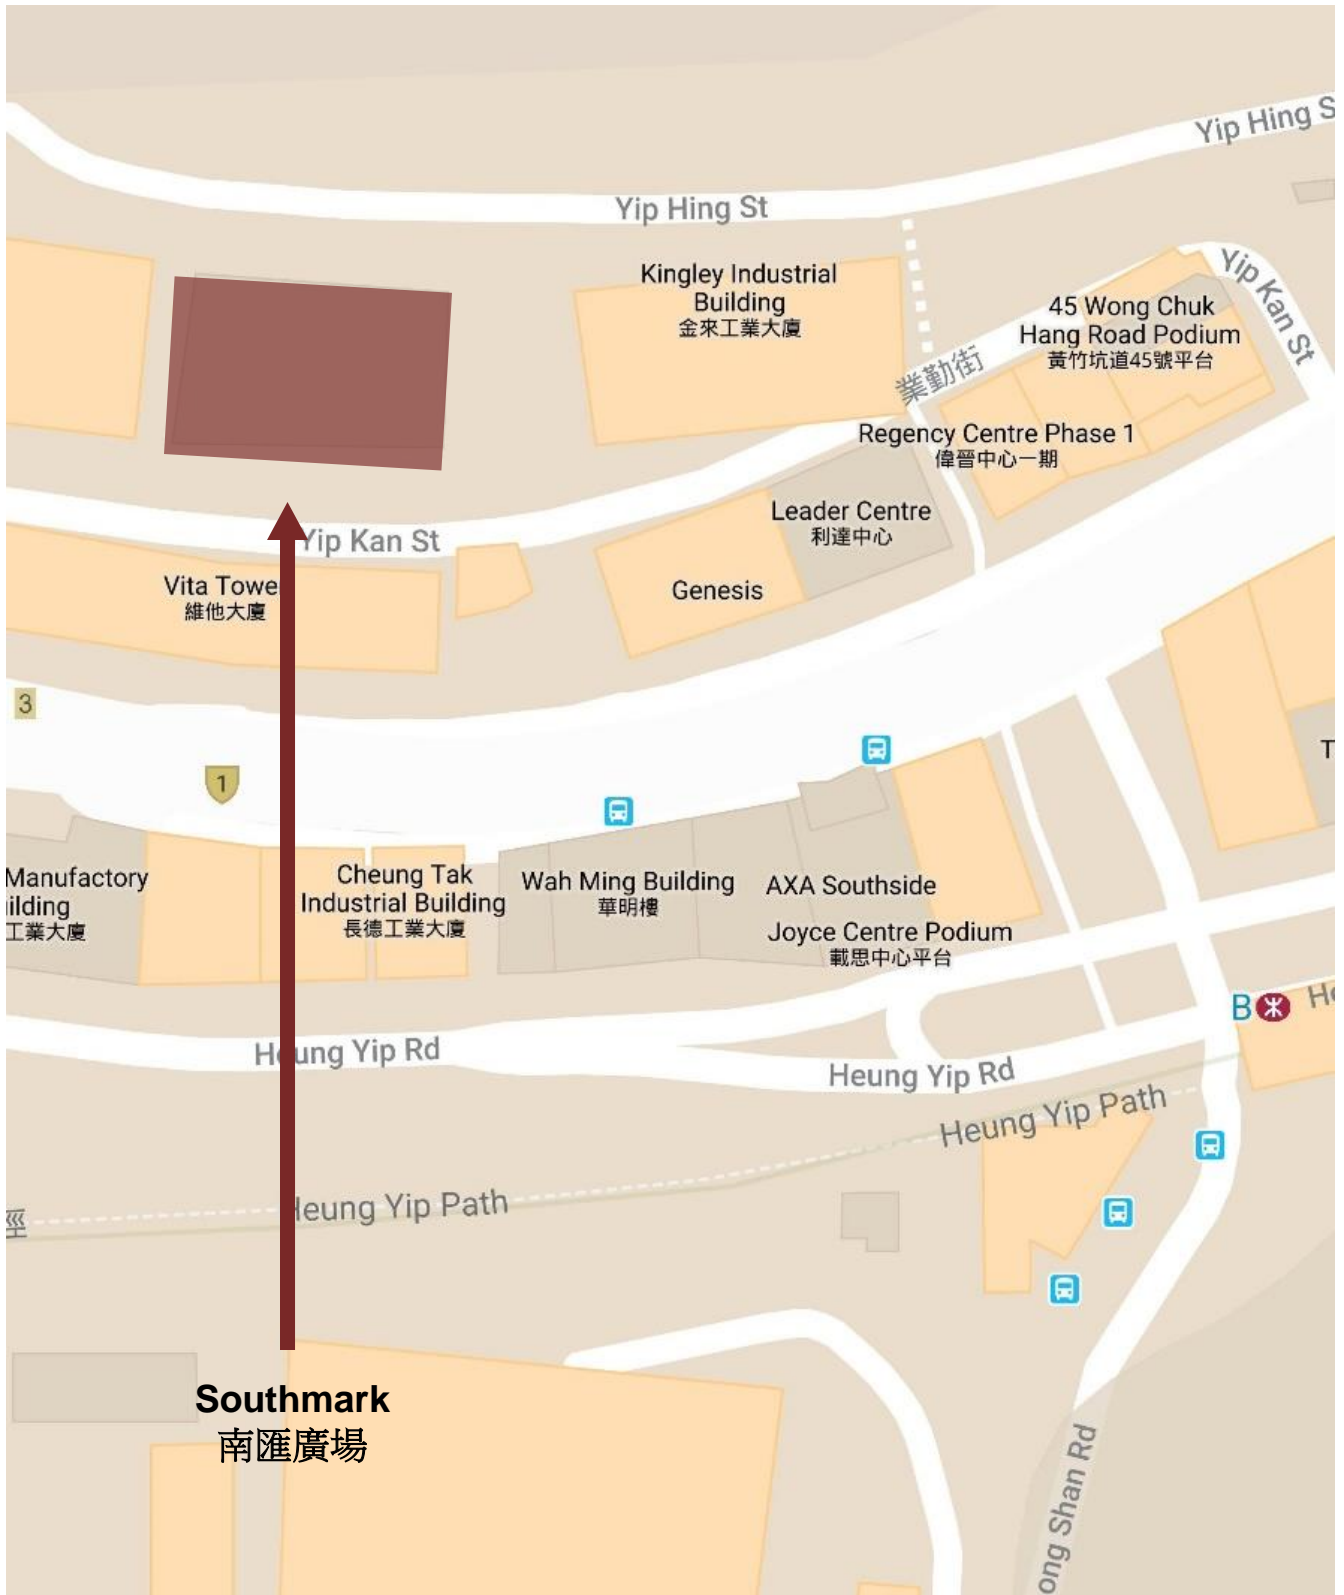 Yip Hing S
Yip Hing St
Kingley Industrial
Building
金來工業大廈
Yip Kan St
45 Wong Chuk
Hang Road Podium
黃竹坑道45號平台
業勤街
Regency Centre Phase 1
偉晉中心一期
Leader Centre
利達中心
Yip Kan St
Vita Tower
維他大廈
Genesis
3
1
T
Manufactory
ilding
工業大廈
Cheung Tak
Industrial Building
長德工業大廈
Wah Ming Building
華明樓
AXA Southside
Joyce Centre Podium
載思中心平台
B
He
Heung Yip Rd
Heung Yip Rd
Heung Yip Path
Heung Yip Path
徑
Southmark
南匯廣場
ong Shan Rd